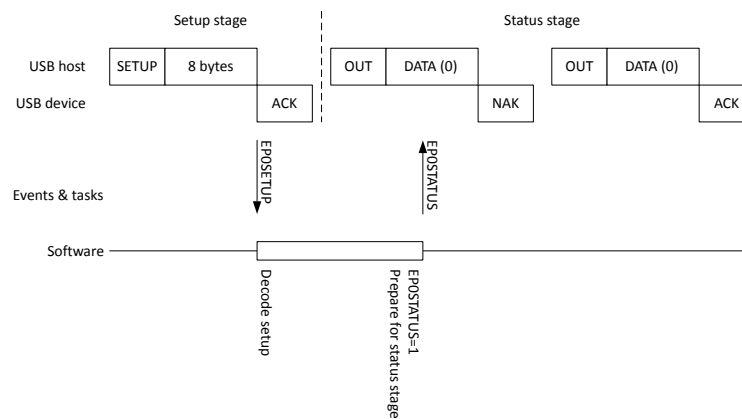 Setup stage
Status stage
USB host
SETUP
8 bytes
OUT
DATA (0)
OUT
DATA (0)
USB device
ACK
NAK
ACK
EP0SETUP
EP0STATUS
Events & tasks
Software
Decode setup
EP0STATUS=1
Prepare for status stage